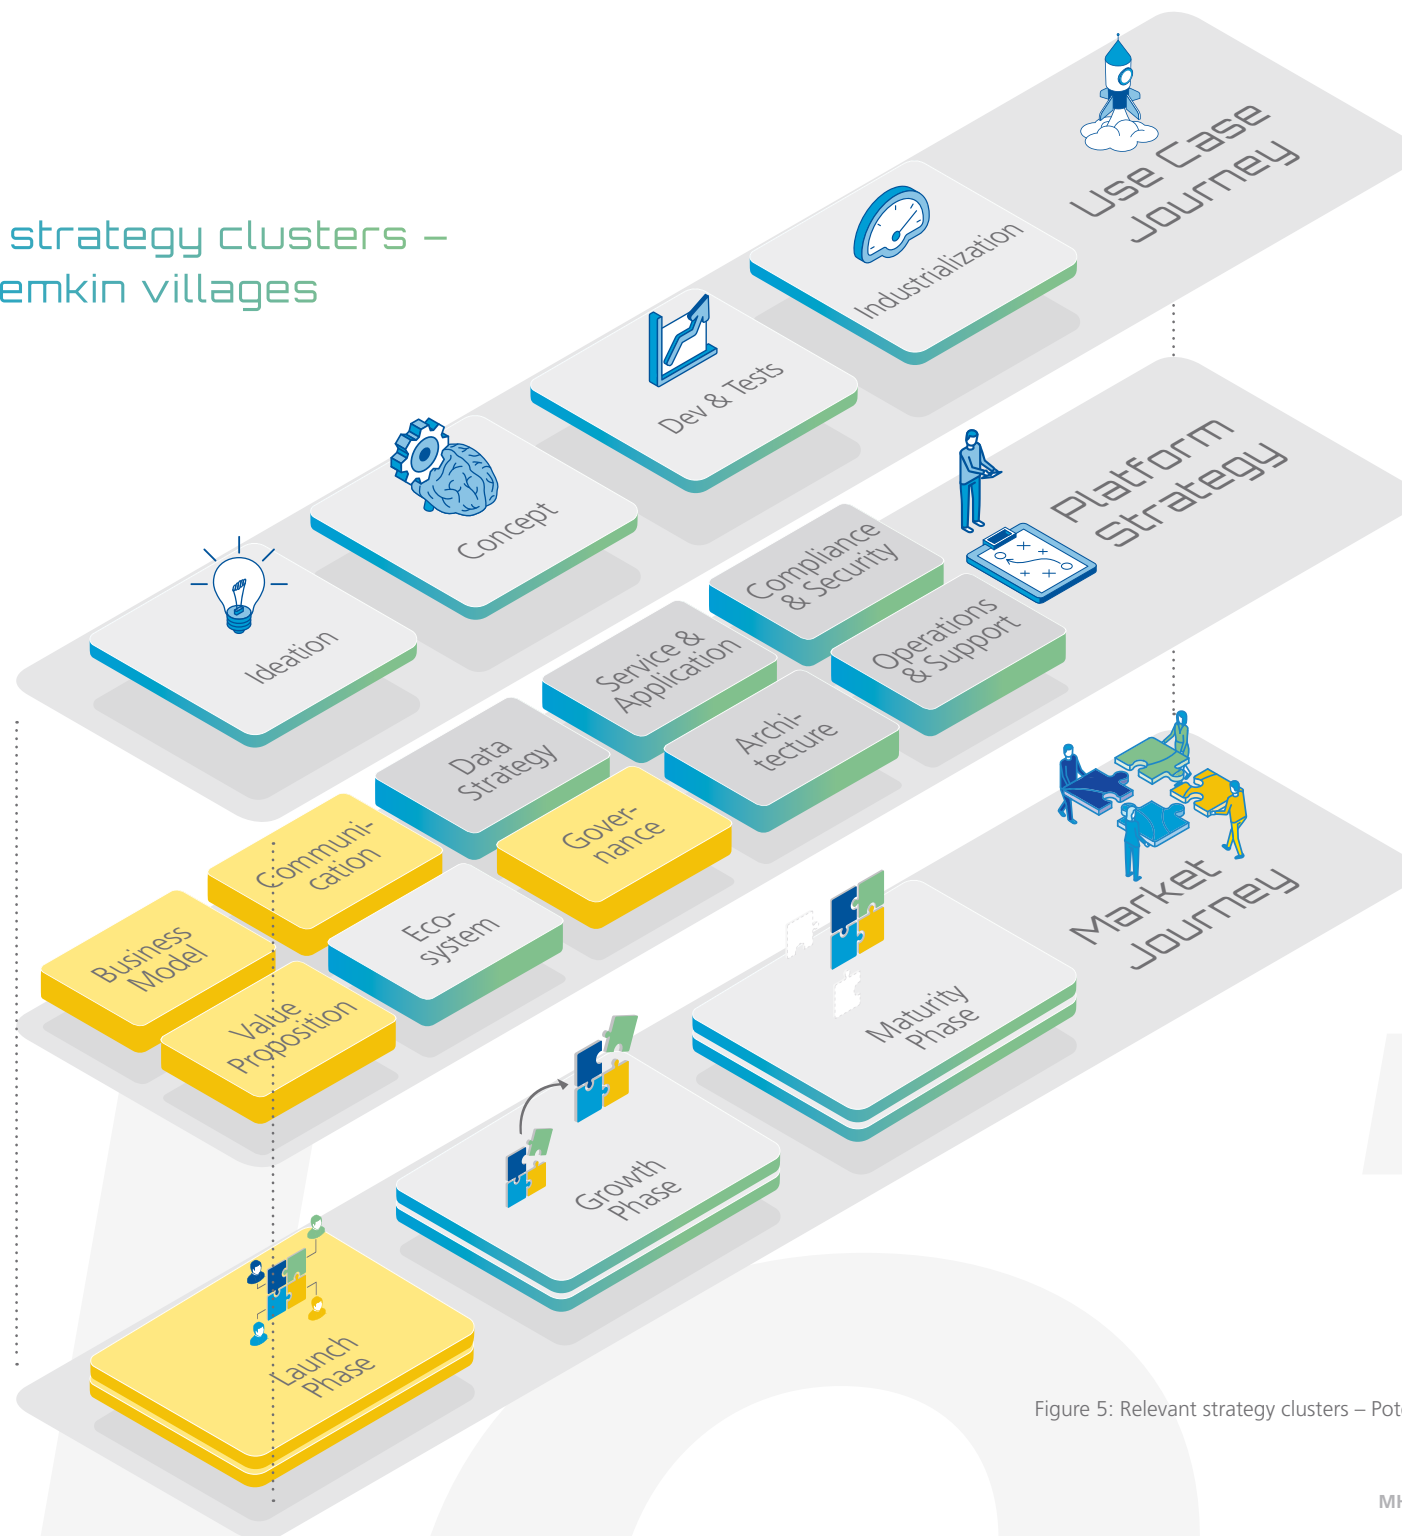 strategy clusters –
emkin villages
Use Case
Journey
Industrialization
Dev & Tests
Concept
Ideation
Platform
Strategy
Compliance
& Security
Operations
& Support
Service &
Application
Archi-
tecture
Data
Strategy
Gover-
nance
Communi-
cation
Eco-
system
Business
Model
Value
Proposition
Market
Journey
Maturity
Phase
Growth
Phase
Launch
Phase
Figure 5: Relevant strategy clusters – Pot